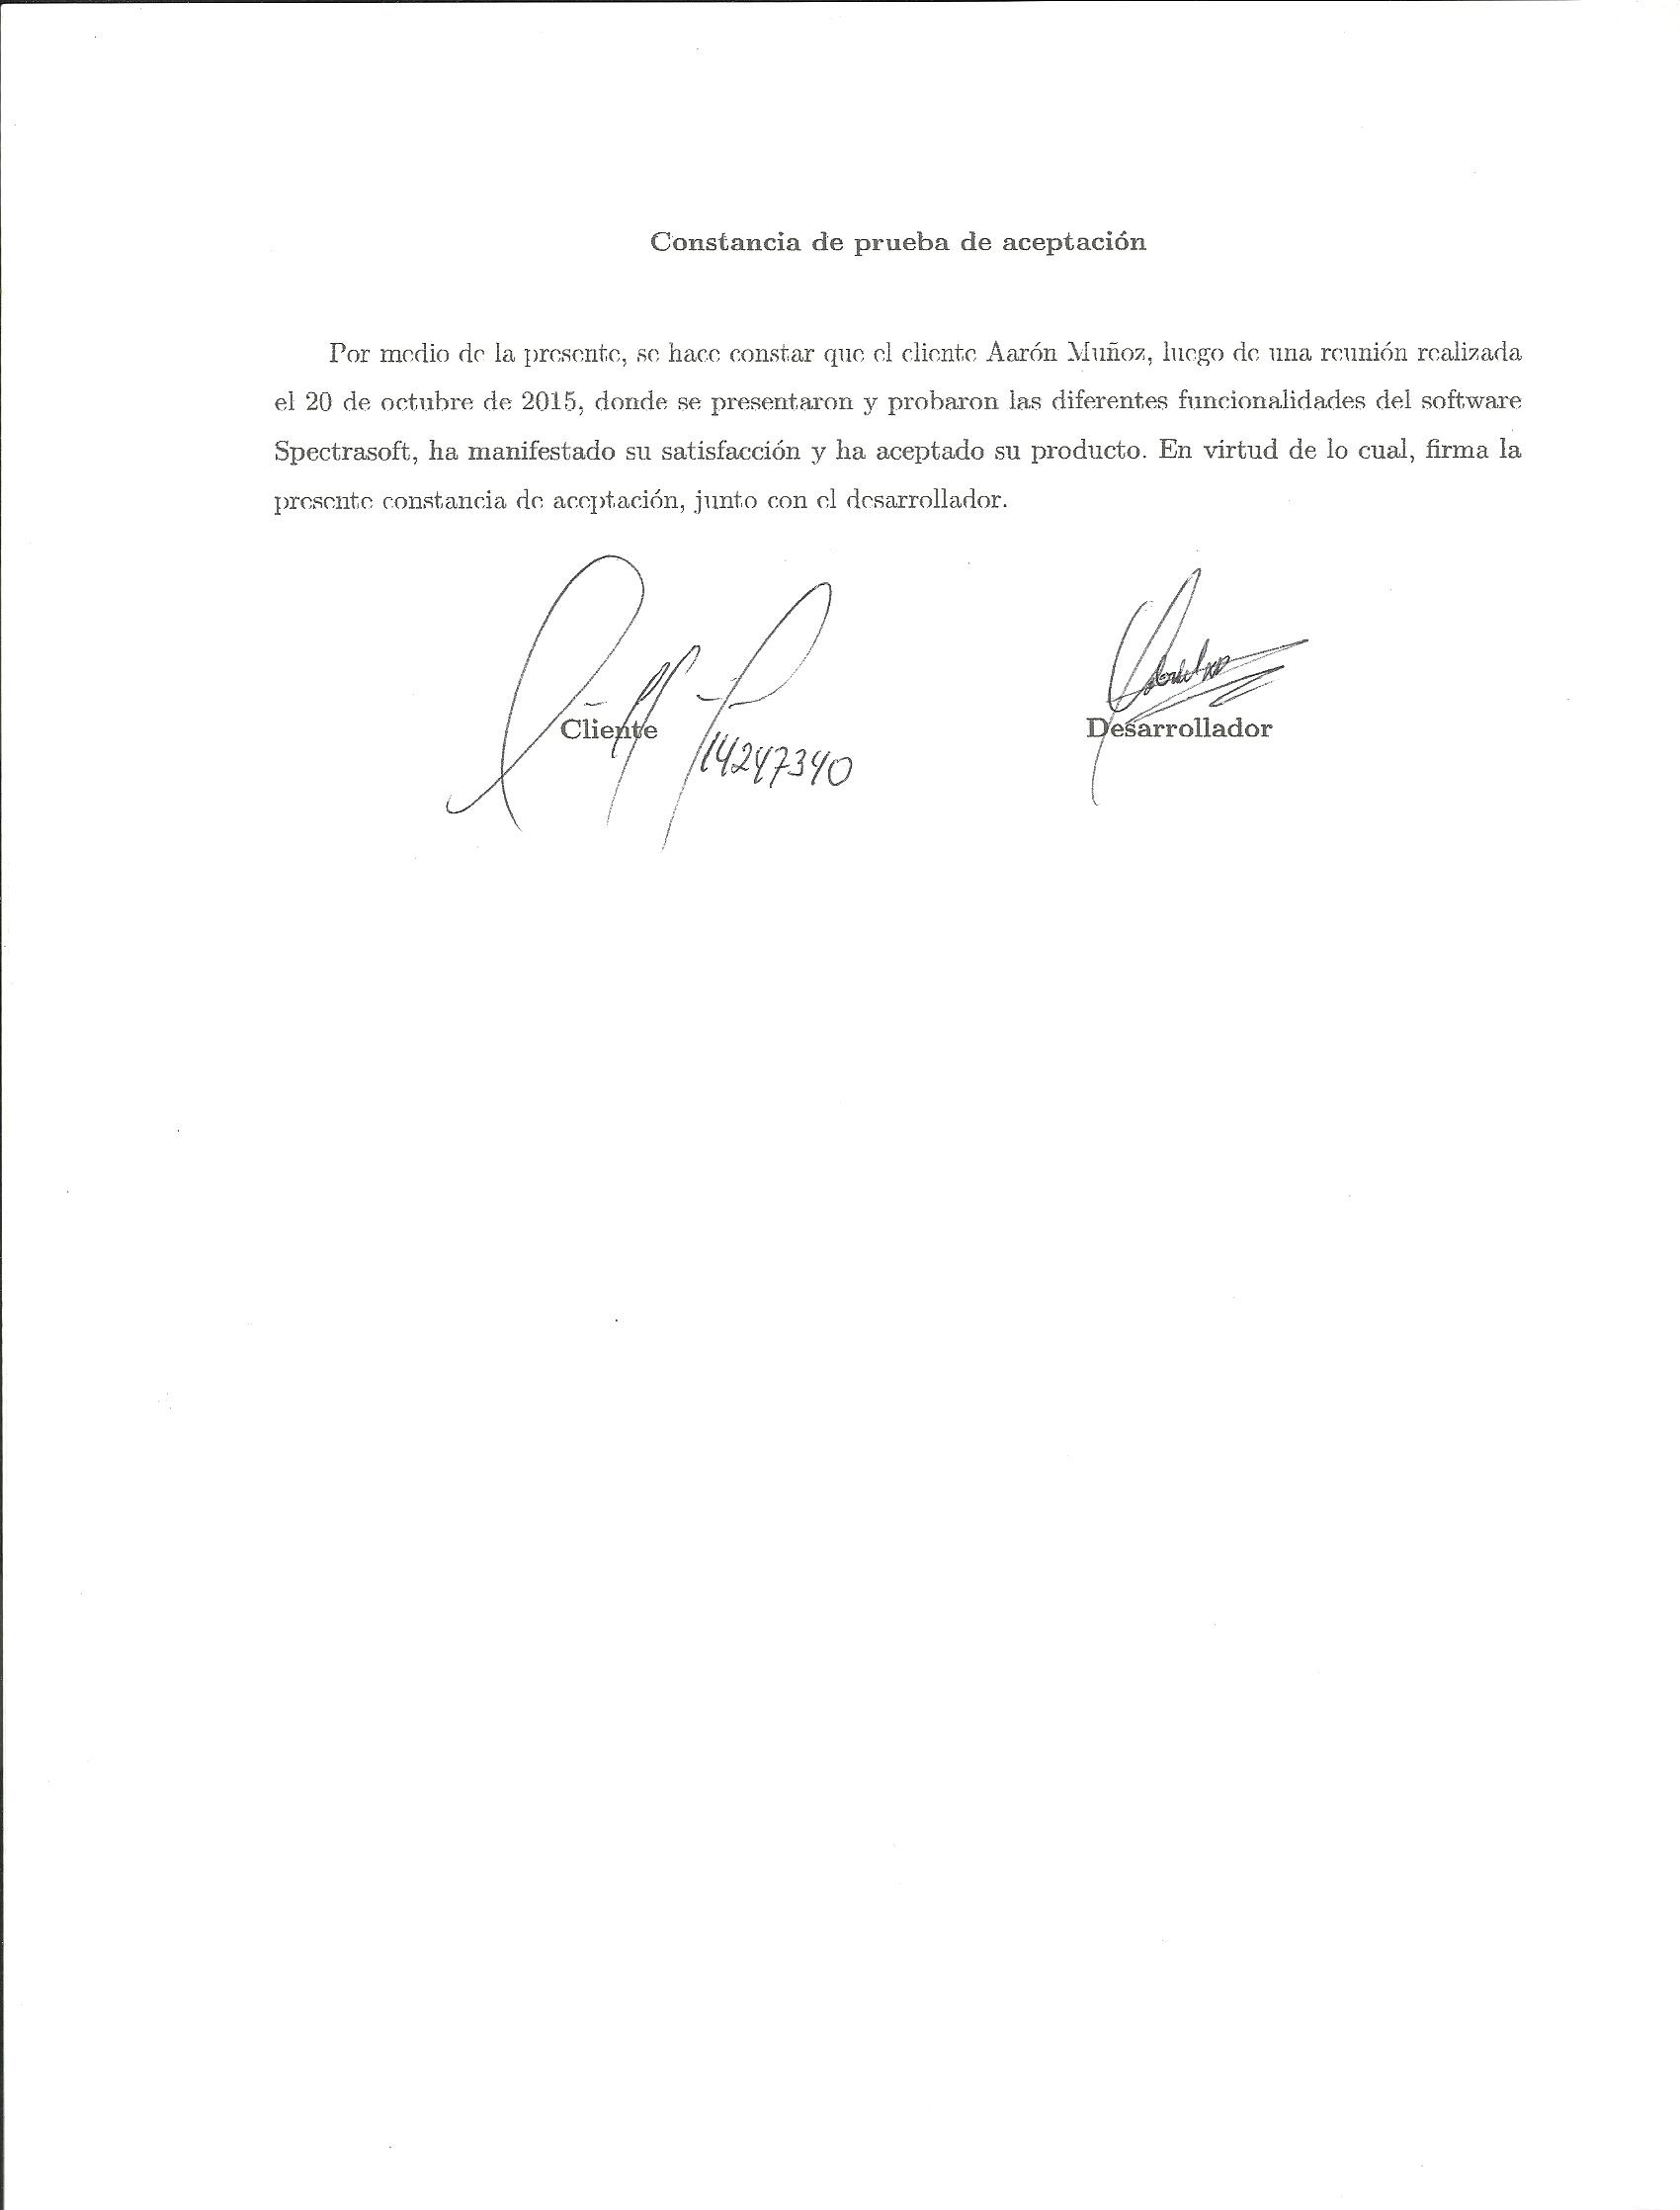 Constancia de prueba de aceptación
Por medio de la presente, se hace constar que el cliente Aarón Muñoz, luego de una reunión realizada
el 20 de octubre de 2015, donde se presentaron y probaron las diferentes funcionalidades del software
Spectrasoft, ha manifestado su satisfacción y ha aceptado su producto. En virtud de lo cual, firma la
presente constancia de aceptación, junto con el desarrollador.
Cliente Desarrollador
14247340